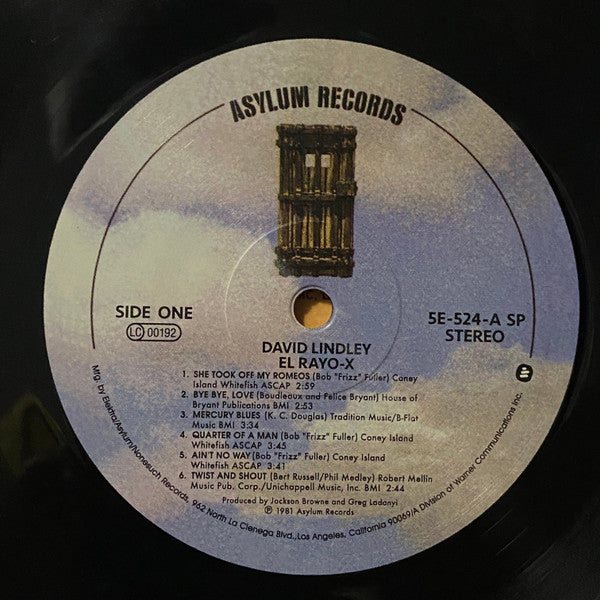 ASYLUM RECORDS
SIDE ONE
LC 00192
5E-524-A SP
STEREO
DAVID LINDLEY
EL RAYO-X
1. SHE TOOK OFF MY ROMEOS (Bob "Frizz" Fuller) Coney
Island Whitefish ASCAP 2:59
2. BYE BYE, LOVE (Boudleaux and Felice Bryant) House of
Bryant Publications BMI 2:53
3. MERCURY BLUES (K. C. Douglas) Tradition Music/B-Flat
Music BMI 3:34
4. QUARTER OF A MAN (Bob "Frizz" Fuller) Coney Island
Whitefish ASCAP 3:45
5. AIN'T NO WAY (Bob "Frizz" Fuller) Coney Island
Whitefish ASCAP 3:41
6. TWIST AND SHOUT (Bert Russell/Phil Medley) Robert Mellin
Music Pub. Corp./Unichappell Music, Inc. BMI 2:44
Produced by Jackson Browne and Greg Ladanyi
℗ 1981 Asylum Records
Mfg. by Elektra/Asylum/Nonesuch Records, 962 North La Cienega Blvd., Los Angeles, California 90069/A Division of Warner Communications Inc.